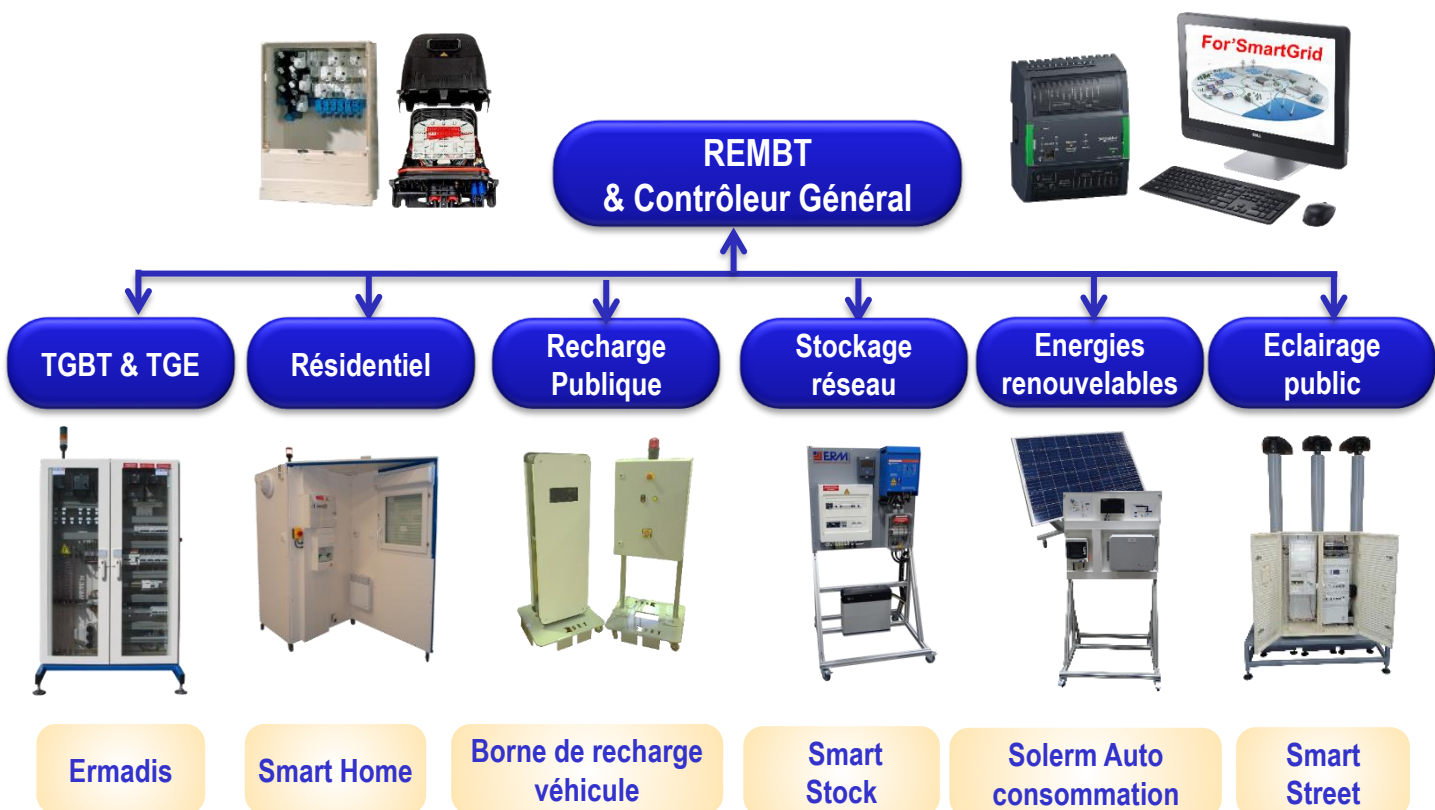 For'SmartGrid
REMBT
& Contrôleur Général
TGBT & TGE
Résidentiel
Recharge
Publique
Stockage
réseau
Energies
renouvelables
Eclairage
public
ERM
Ermadis
Smart Home
Borne de recharge
véhicule
Smart
Stock
Solerm Auto
consommation
Smart
Street